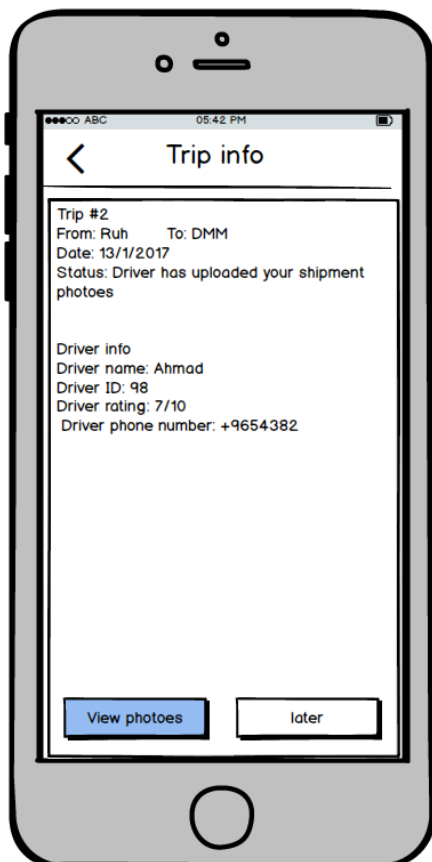 ABC 05:42 PM
Trip info
Trip #2
From: Ruh To: DMM
Date: 13/1/2017
Status: Driver has uploaded your shipment
photoes
Driver info
Driver name: Ahmad
Driver ID: 98
Driver rating: 7/10
Driver phone number: +9654382
View photoes later